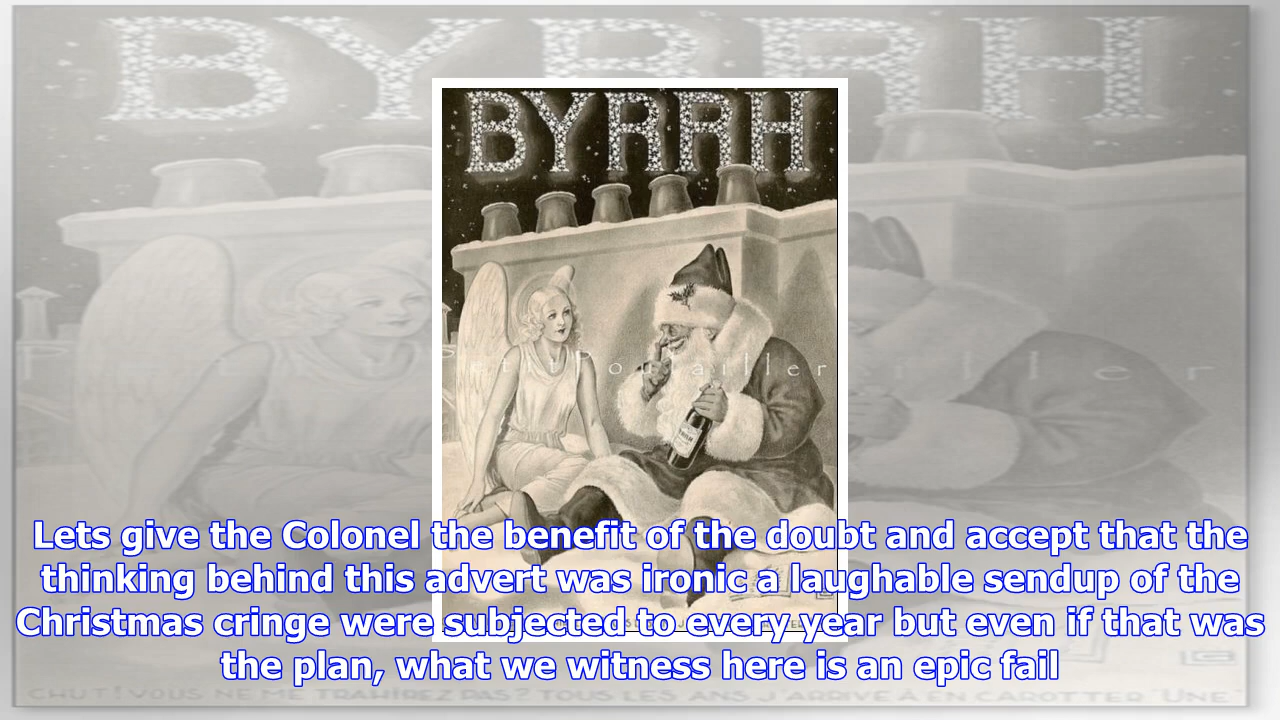 BYRRH
BYRRH
Petit Poulailler
Lets give the Colonel the benefit of the doubt and accept that the
thinking behind this advert was ironic a laughable sendup of the
Christmas cringe were subjected to every year but even if that was
the plan, what we witness here is an epic fail
CHUT! VOUS NE ME TRAHIREZ PAS? TOUS LES ANS J'ARRIVE À EN CAROTTER "UNE"